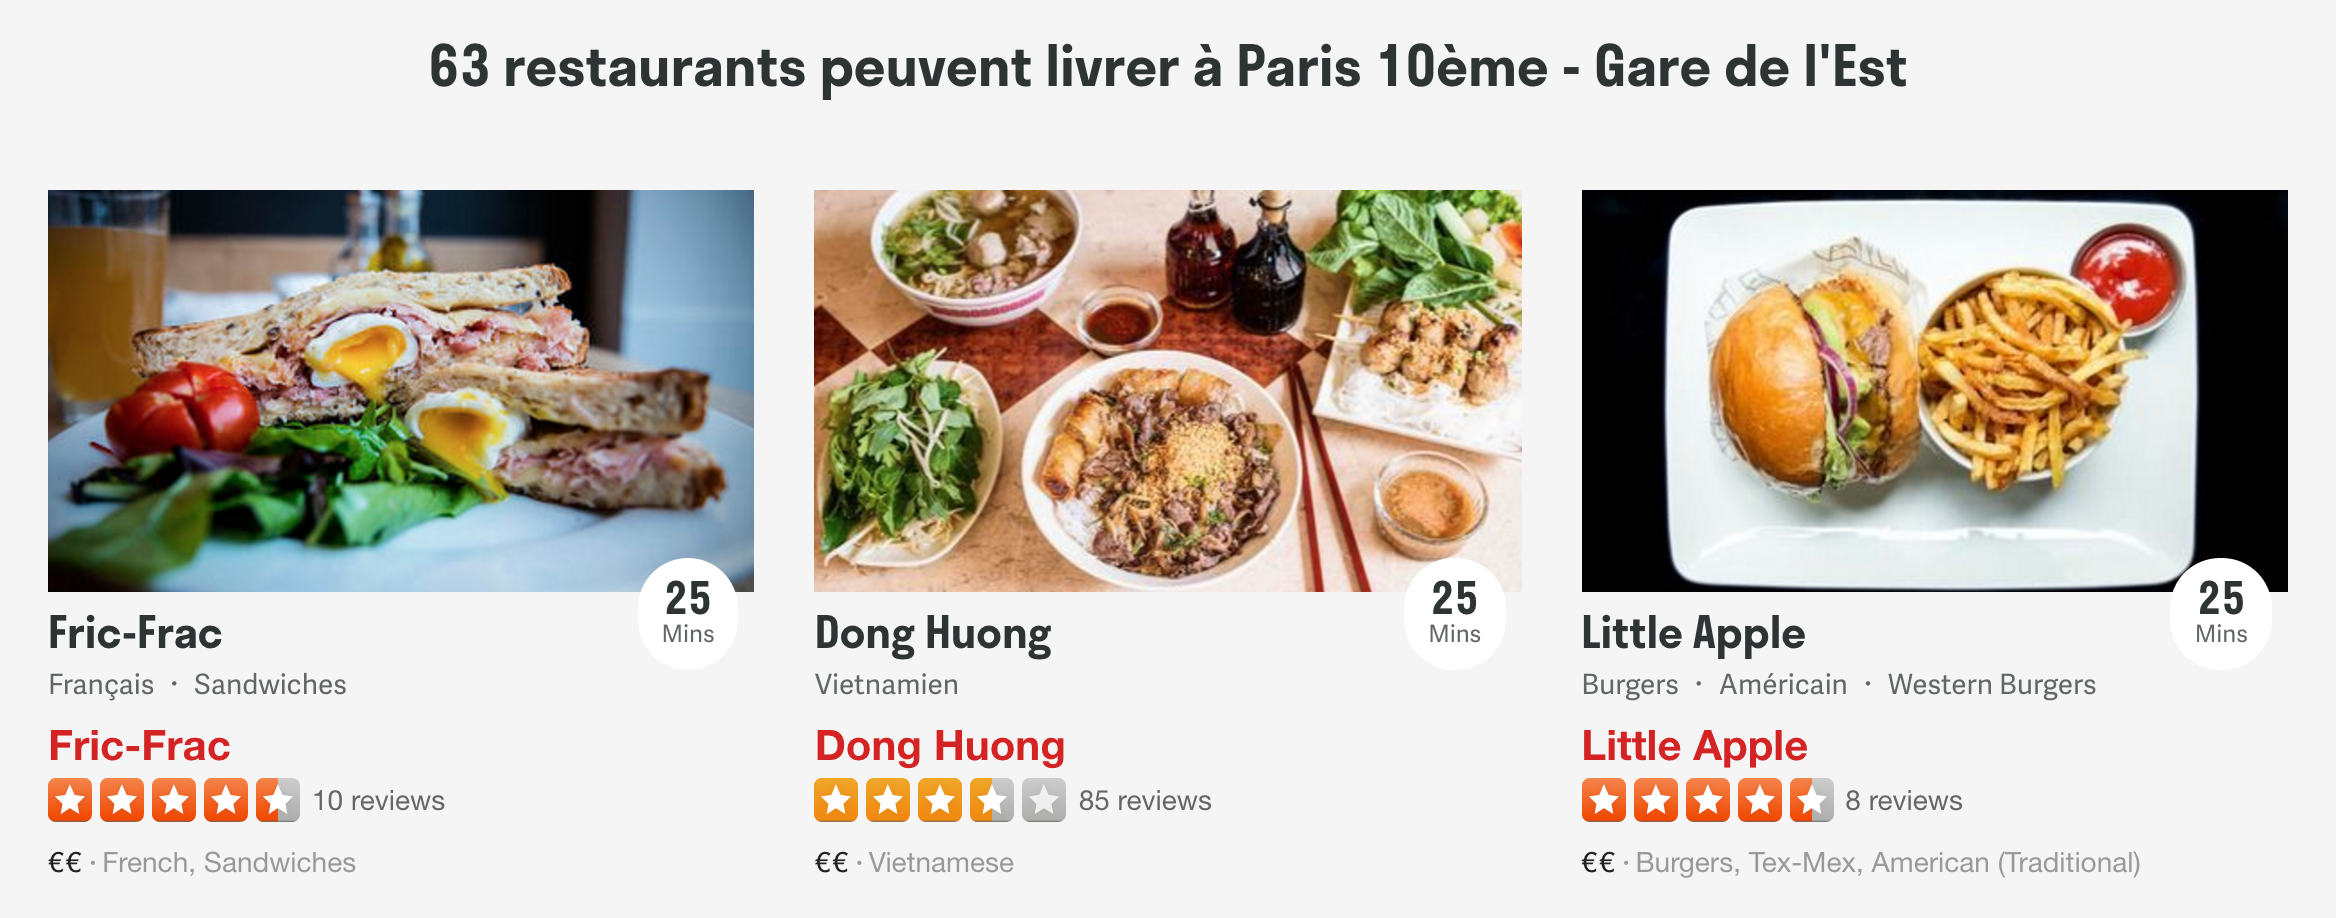 63 restaurants peuvent livrer à Paris 10ème - Gare de l'Est
25
Mins
Fric-Frac
Français · Sandwiches
Fric-Frac
10 reviews
€€ · French, Sandwiches
25
Mins
Dong Huong
Vietnamien
Dong Huong
85 reviews
€€ · Vietnamese
25
Mins
Little Apple
Burgers · Américain · Western Burgers
Little Apple
8 reviews
€€ · Burgers, Tex-Mex, American (Traditional)